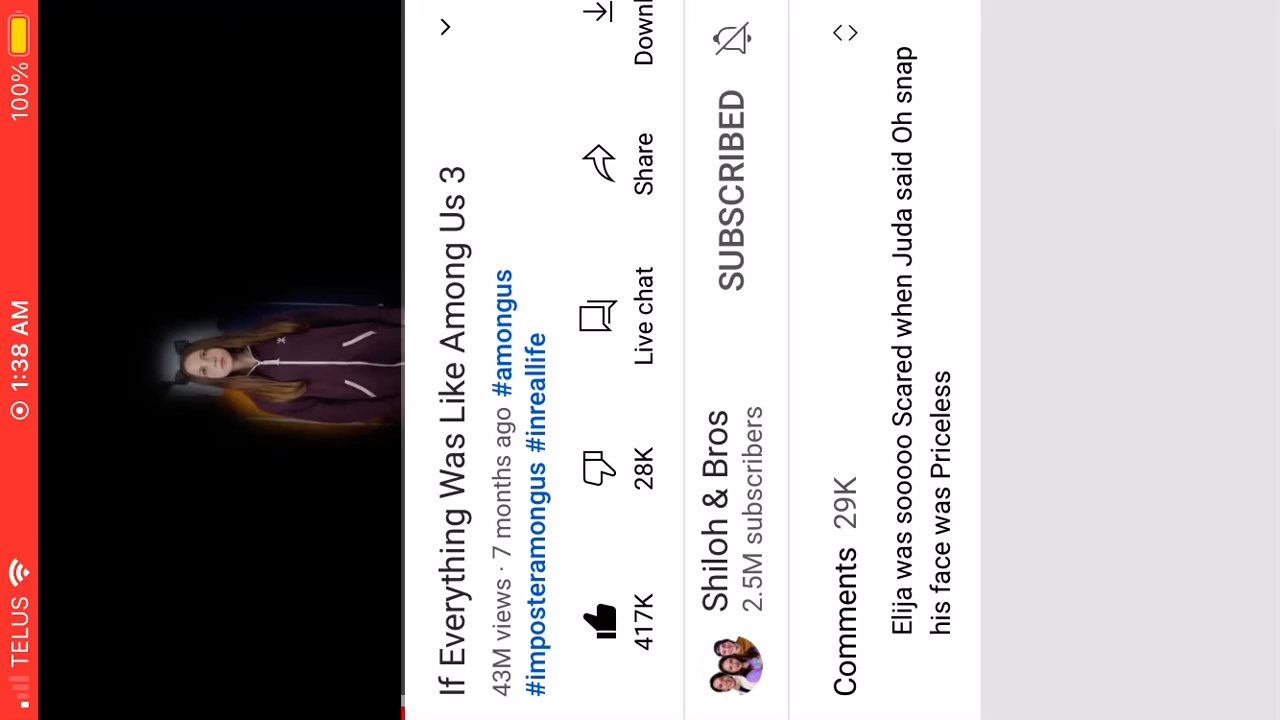 TELUS 1:38 AM 100%
If Everything Was Like Among Us 3
43M views · 7 months ago #amongus
#imposteramongus #inreallife
417K 28K Live chat Share Downl
Shiloh & Bros
2.5M subscribers
SUBSCRIBED
Comments 29K
Elija was sooooo Scared when Juda said Oh snap
his face was Priceless